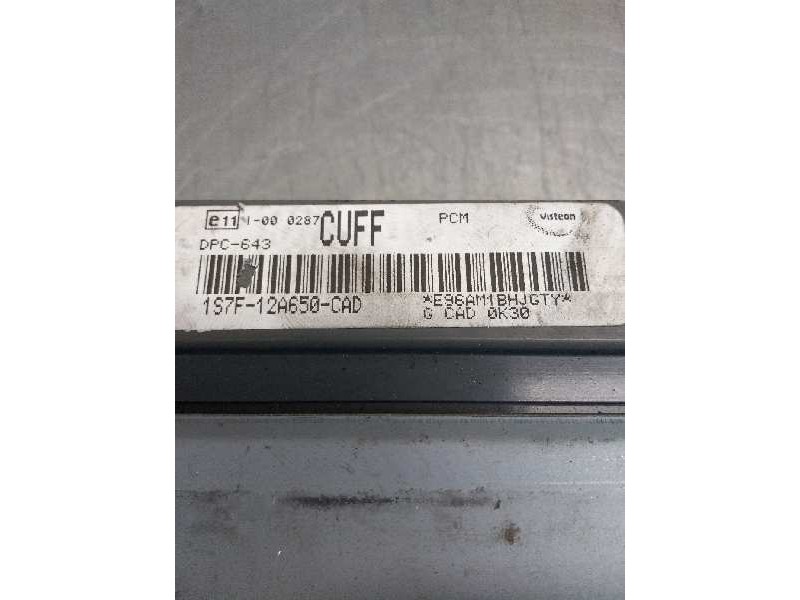 e11 1-00 0287 CUFF PCM Visteon
DPC-643
1S7F-12A650-CAD *E96AM1BHJGTY*
G CAD 0K30